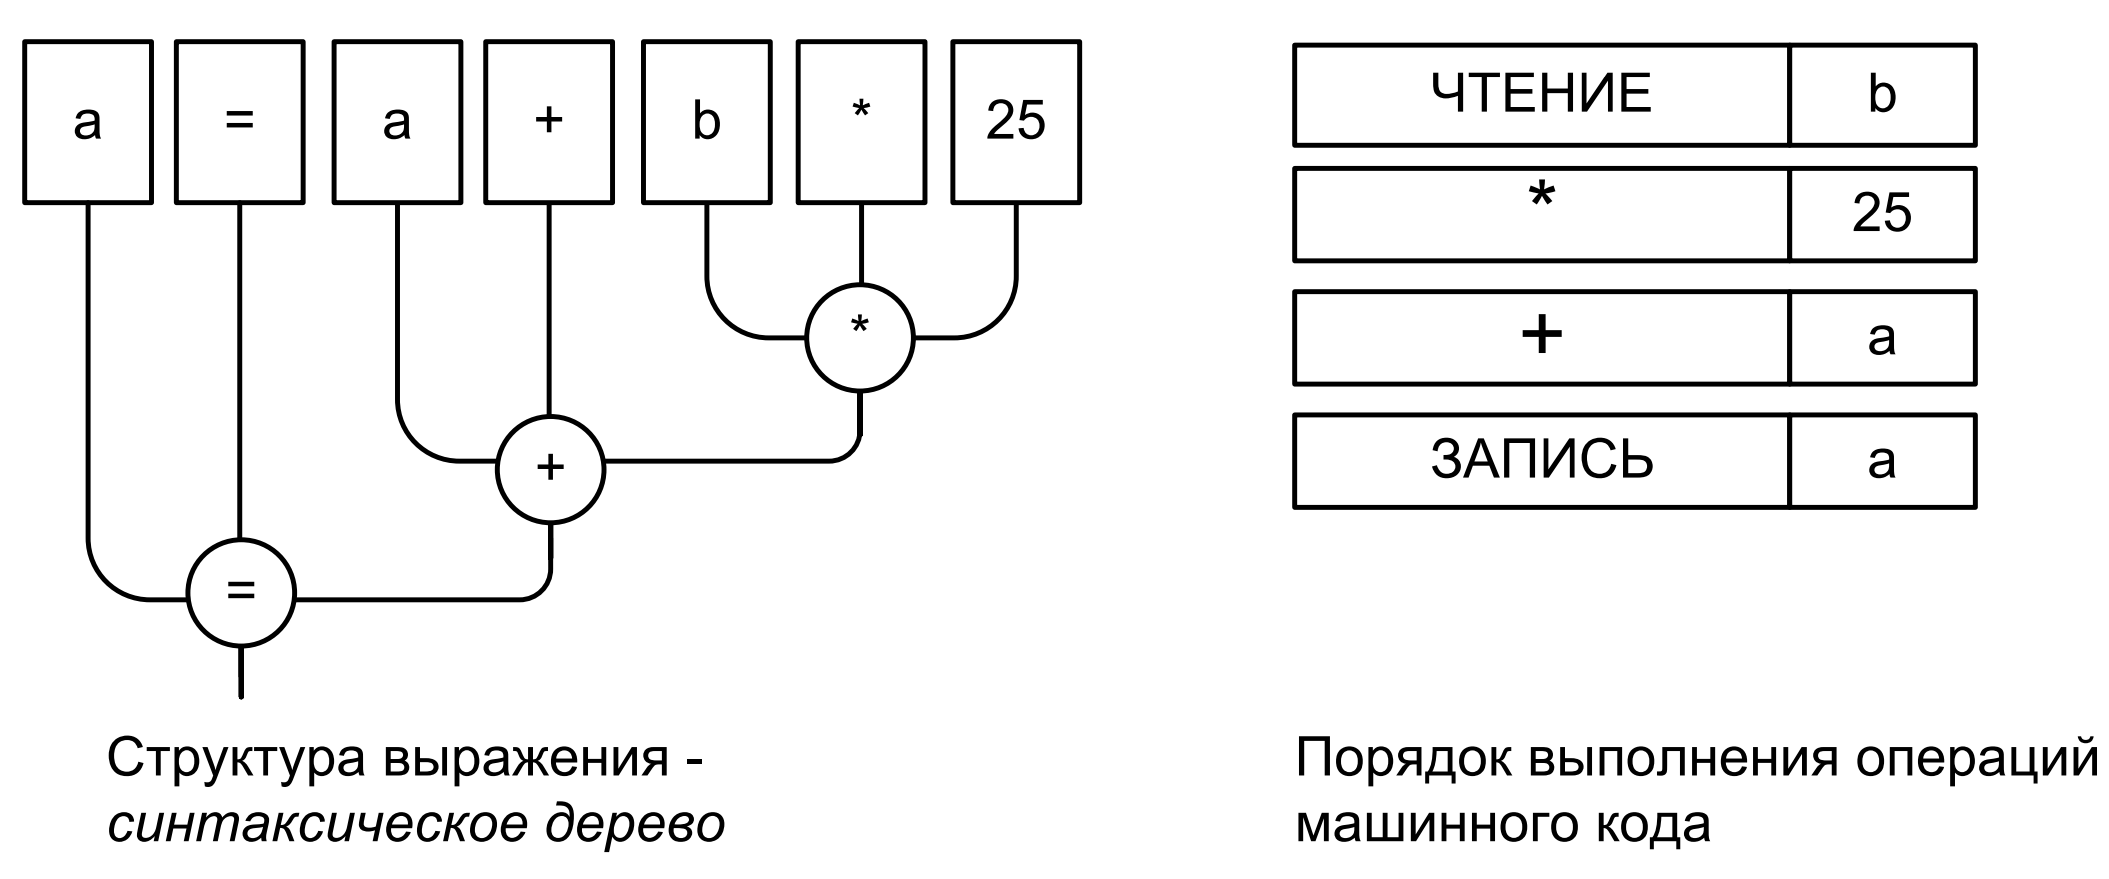 a = a + b * 25
*
+
=
ЧТЕНИЕ b
* 25
+ a
ЗАПИСЬ a
Структура выражения -
синтаксическое дерево
Порядок выполнения операций
машинного кода